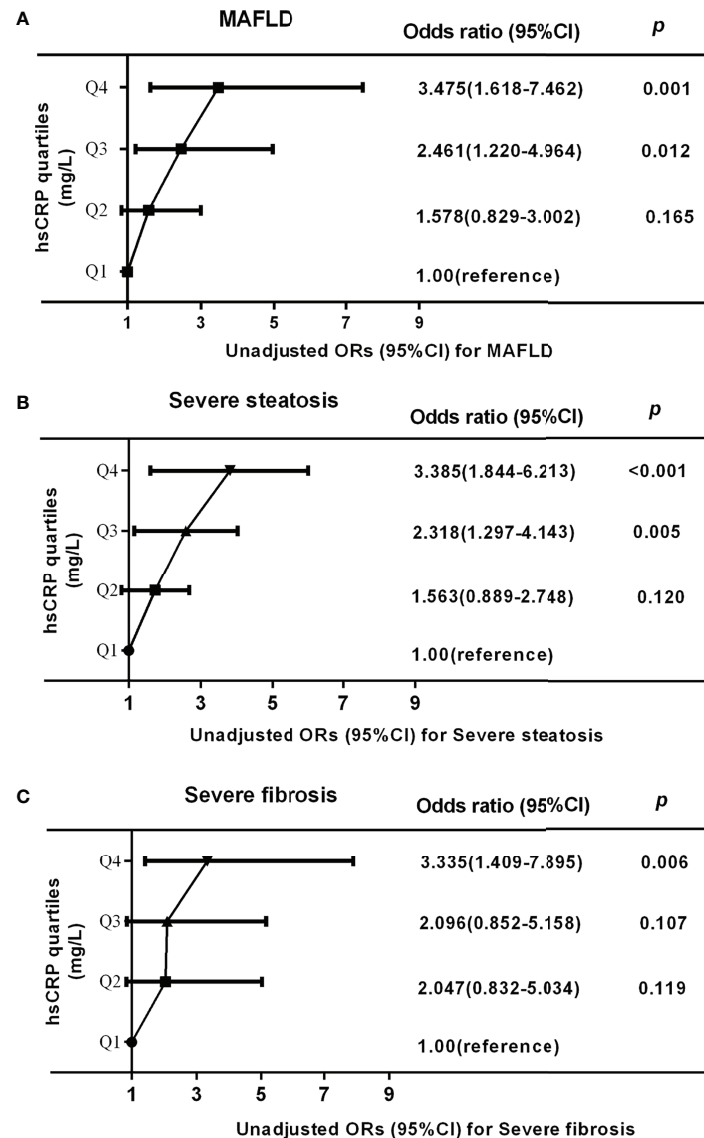 A
MAFLD
Odds ratio (95%CI)
p
Q4
3.475(1.618-7.462)
0.001
Q3
2.461(1.220-4.964)
0.012
Q2
1.578(0.829-3.002)
0.165
Q1
1.00(reference)
hsCRP quartiles
(mg/L)
1 3 5 7 9
Unadjusted ORs (95%CI) for MAFLD
B
Severe steatosis
Odds ratio (95%CI)
p
Q4
3.385(1.844-6.213)
<0.001
Q3
2.318(1.297-4.143)
0.005
Q2
1.563(0.889-2.748)
0.120
Q1
1.00(reference)
hsCRP quartiles
(mg/L)
1 3 5 7 9
Unadjusted ORs (95%CI) for Severe steatosis
C
Severe fibrosis
Odds ratio (95%CI)
p
Q4
3.335(1.409-7.895)
0.006
Q3
2.096(0.852-5.158)
0.107
Q2
2.047(0.832-5.034)
0.119
Q1
1.00(reference)
hsCRP quartiles
(mg/L)
1 3 5 7 9
Unadjusted ORs (95%CI) for Severe fibrosis